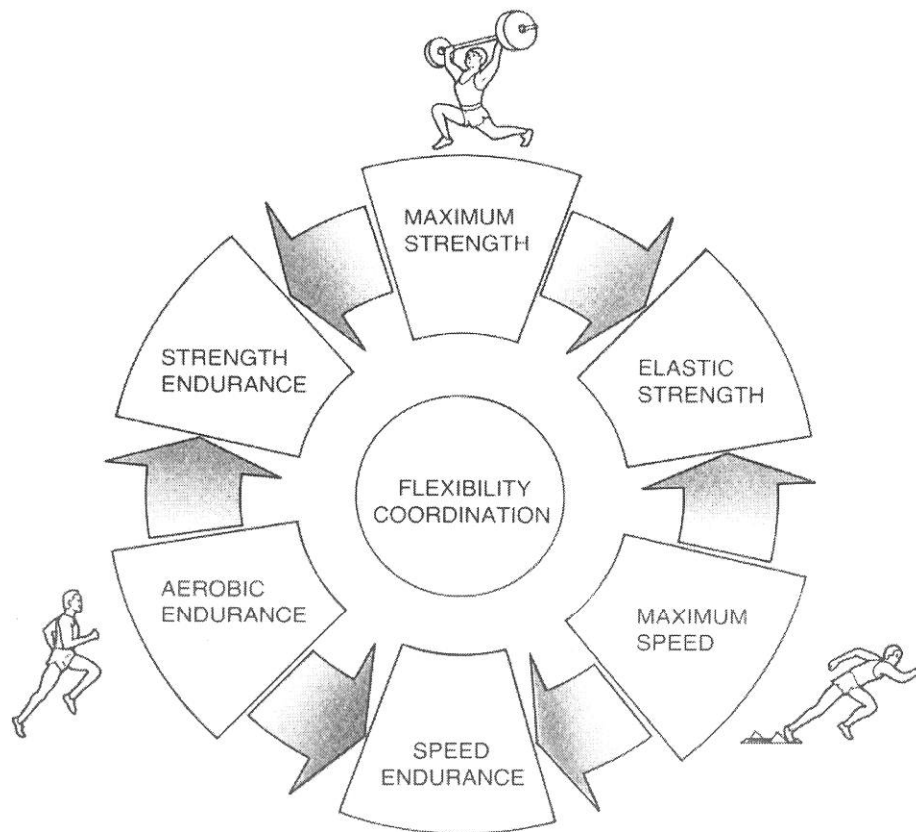 MAXIMUM
STRENGTH
STRENGTH
ENDURANCE
ELASTIC
STRENGTH
FLEXIBILITY
COORDINATION
AEROBIC
ENDURANCE
MAXIMUM
SPEED
SPEED
ENDURANCE